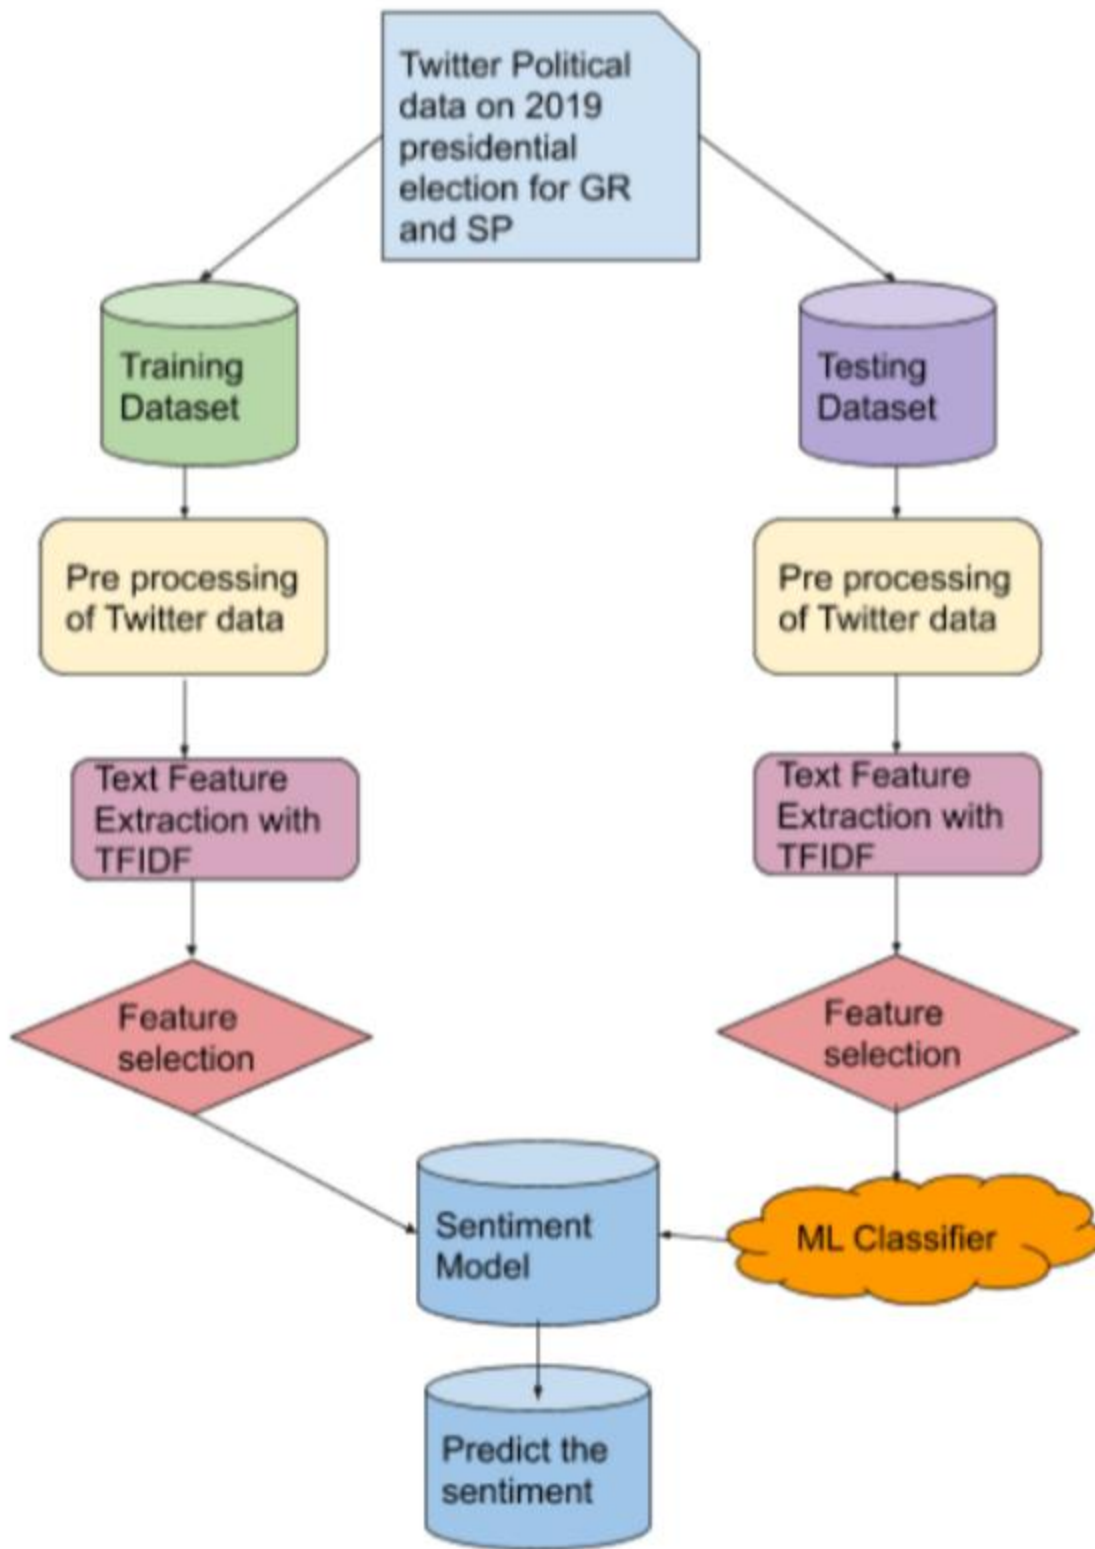 Twitter Political
data on 2019
presidential
election for GR
and SP
Training
Dataset
Testing
Dataset
Pre processing
of Twitter data
Pre processing
of Twitter data
Text Feature
Extraction with
TFIDF
Text Feature
Extraction with
TFIDF
Feature
selection
Feature
selection
Sentiment
Model
ML Classifier
Predict the
sentiment